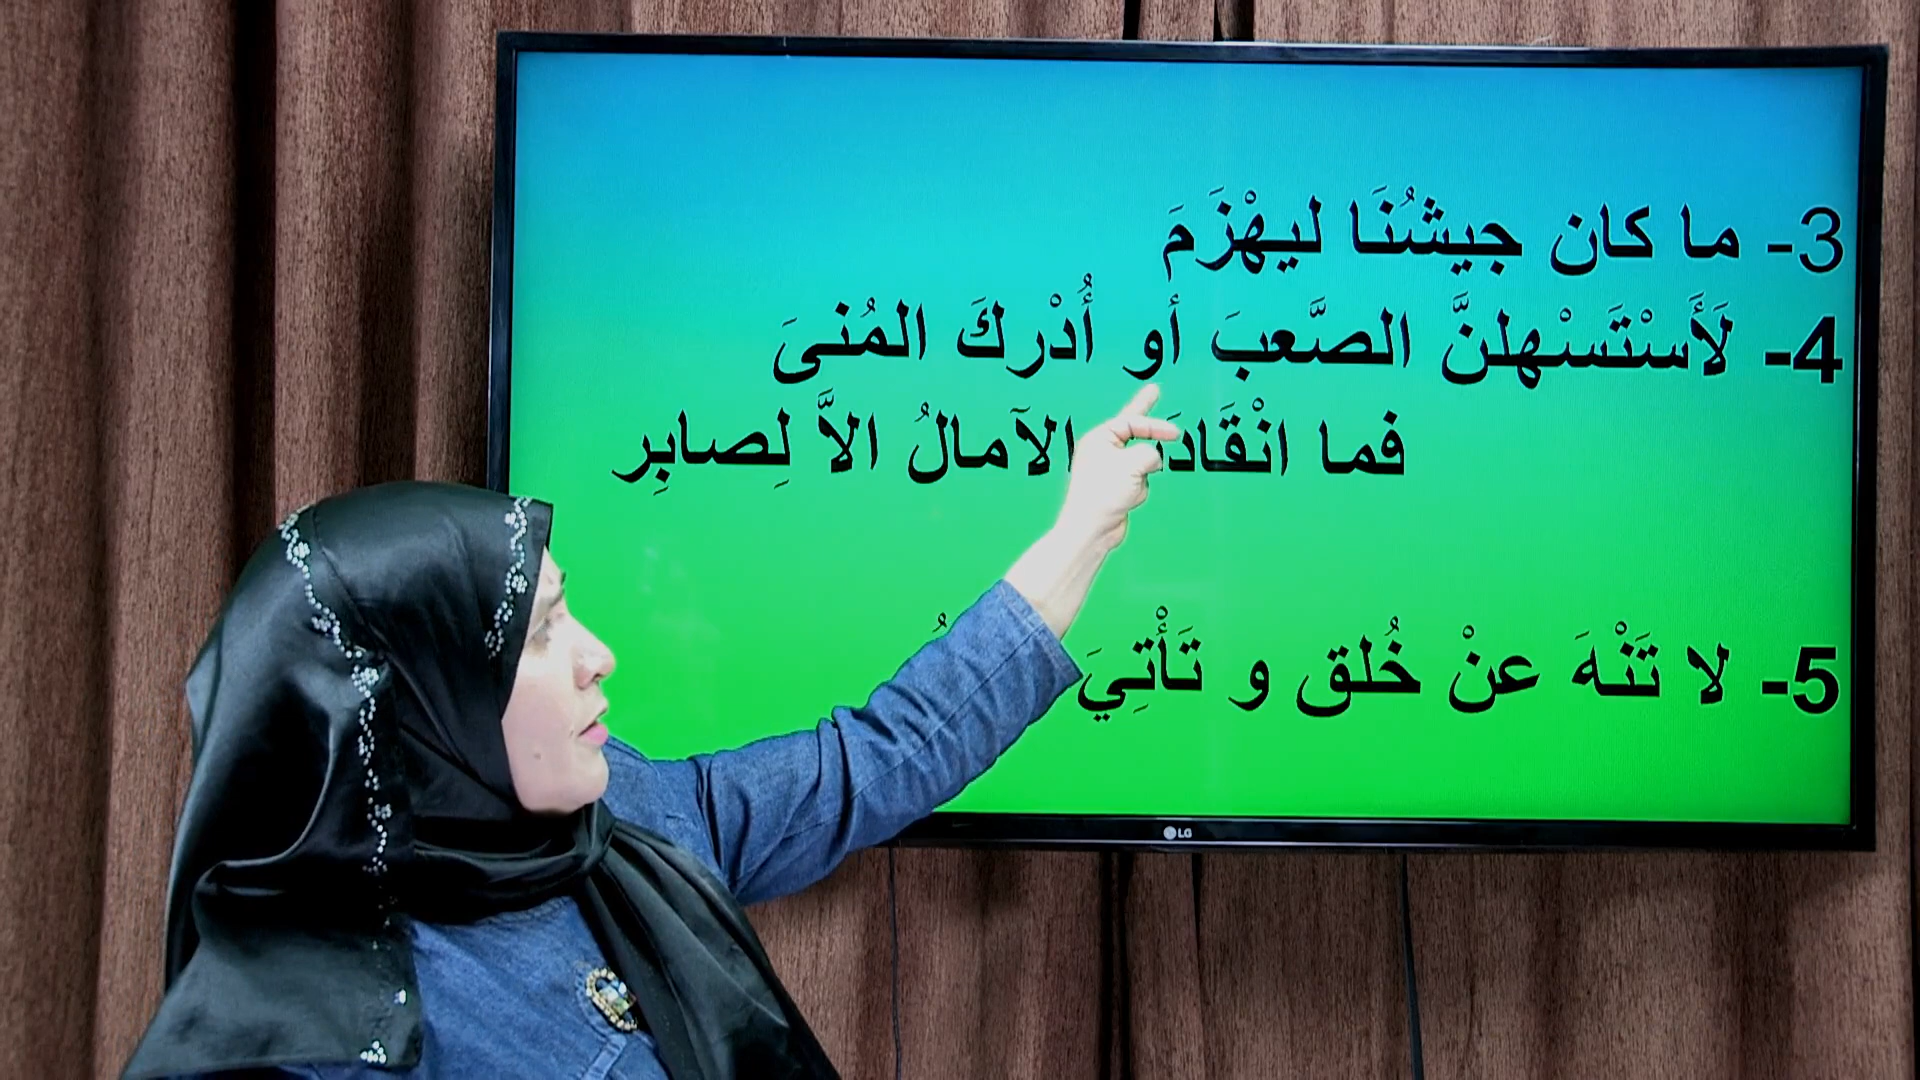 3- ما كان جيشُنَا ليهْزَمَ
4- لَأَسْتَسْهلنَّ الصَّعبَ أو أُدْركَ المُنىَ
فما انْقَادَ الآمالُ الاَّ لِصابِر
5- لا تَنْهَ عنْ خُلق و تَأْتِيَ
LG